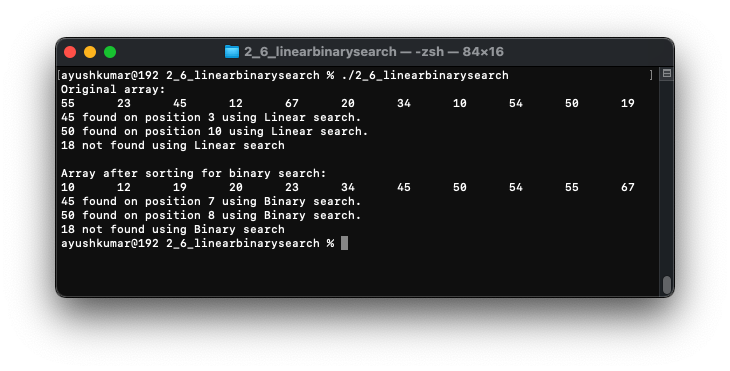 2_6_linearbinarysearch — -zsh — 84×16
[ayushkumar@192 2_6_linearbinarysearch % ./2_6_linearbinarysearch ]
Original array:
55 23 45 12 67 20 34 10 54 50 19
45 found on position 3 using Linear search.
50 found on position 10 using Linear search.
18 not found using Linear search
Array after sorting for binary search:
10 12 19 20 23 34 45 50 54 55 67
45 found on position 7 using Binary search.
50 found on position 8 using Binary search.
18 not found using Binary search
ayushkumar@192 2_6_linearbinarysearch %